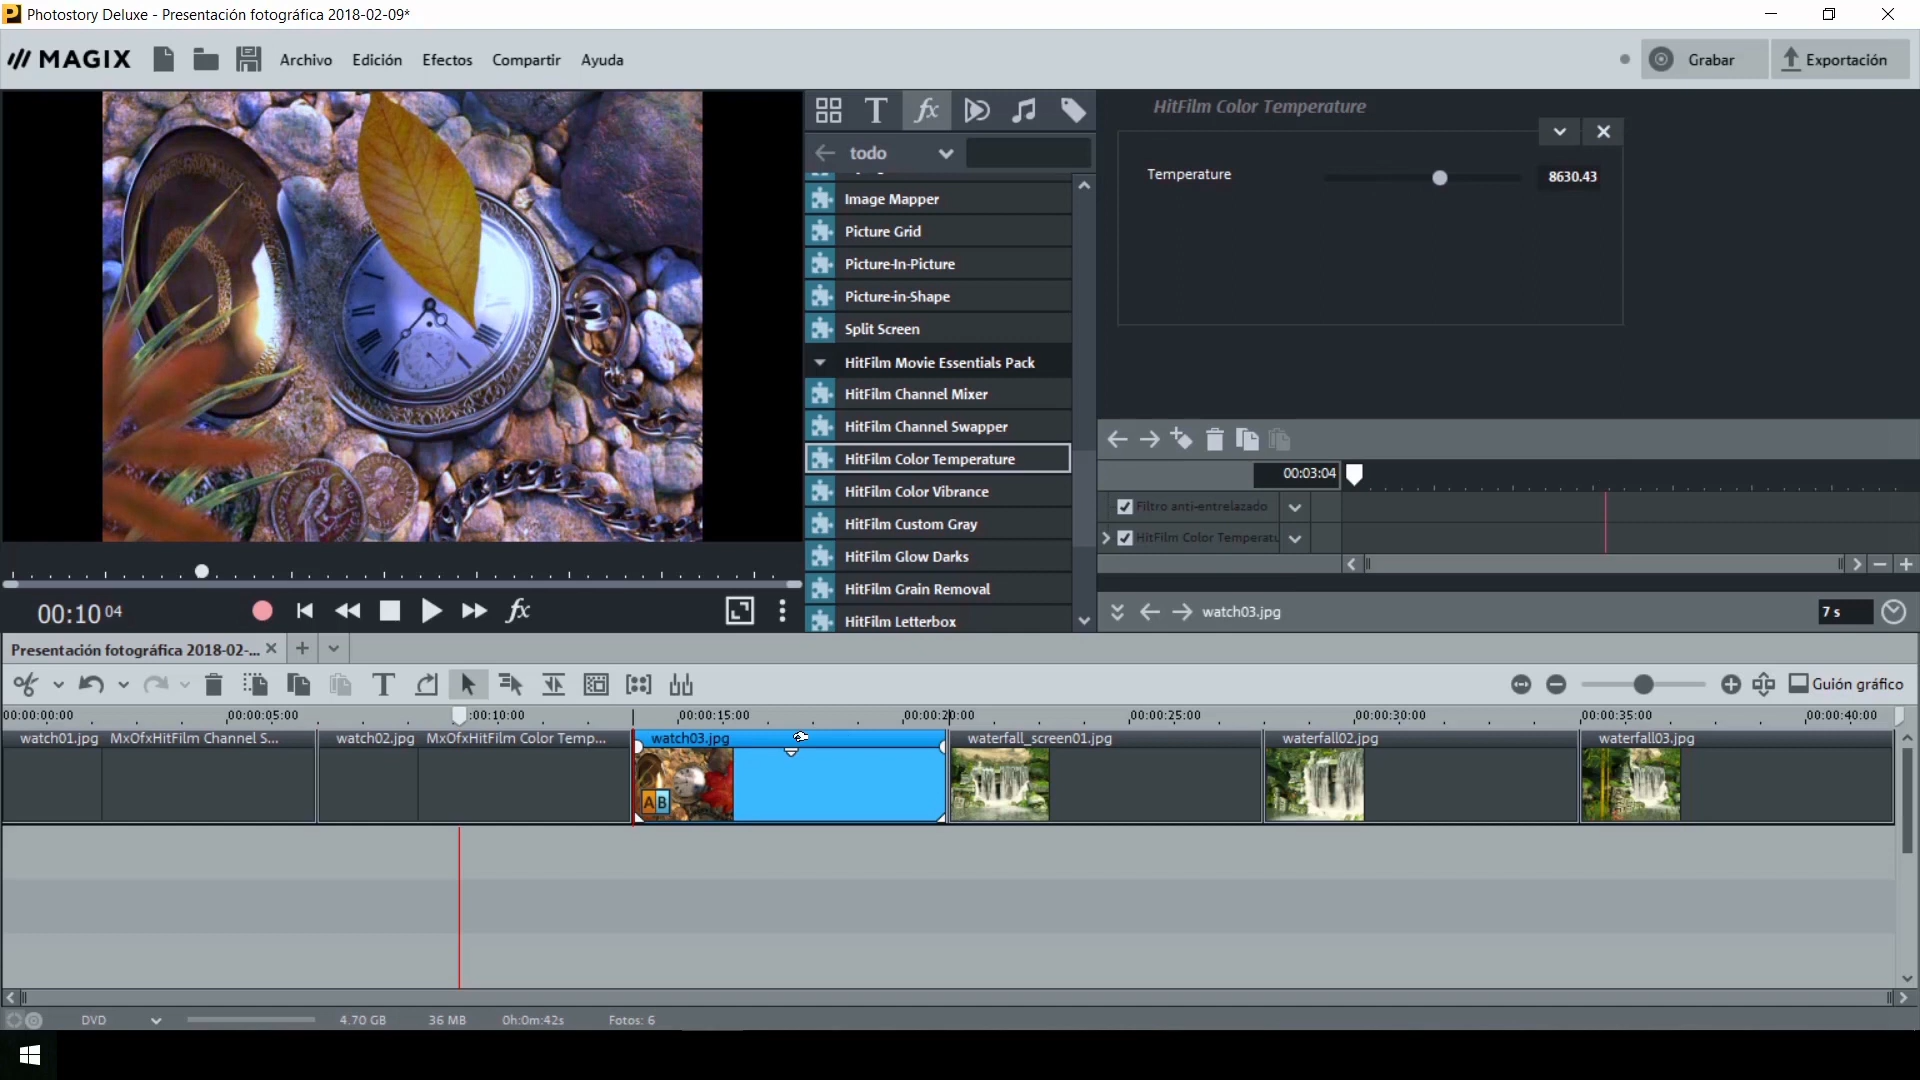 Photostory Deluxe - Presentación fotográfica 2018-02-09*
MAGIX Archivo Edición Efectos Compartir Ayuda Grabar Exportación
todo
Image Mapper
Picture Grid
Picture-In-Picture
Picture-in-Shape
Split Screen
HitFilm Movie Essentials Pack
HitFilm Channel Mixer
HitFilm Channel Swapper
HitFilm Color Temperature
HitFilm Color Vibrance
HitFilm Custom Gray
HitFilm Glow Darks
HitFilm Grain Removal
HitFilm Letterbox
HitFilm Color Temperature
Temperature 8630.43
00:03:04
Filtro anti-entrelazado
HitFilm Color Temperatu
watch03.jpg 7 s
00:10 04
Presentación fotográfica 2018-02-...
Guión gráfico
00:00:00:00 00:00:05:00 :00:10:00 00:00:15:00 00:00:20:00 00:00:25:00 00:00:30:00 00:00:35:00 00:00:40:00
watch01.jpg MxOfxHitFilm Channel S... watch02.jpg MxOfxHitFilm Color Temp... watch03.jpg waterfall_screen01.jpg waterfall02.jpg waterfall03.jpg
AB
DVD 4.70 GB 36 MB 0h:0m:42s Fotos: 6